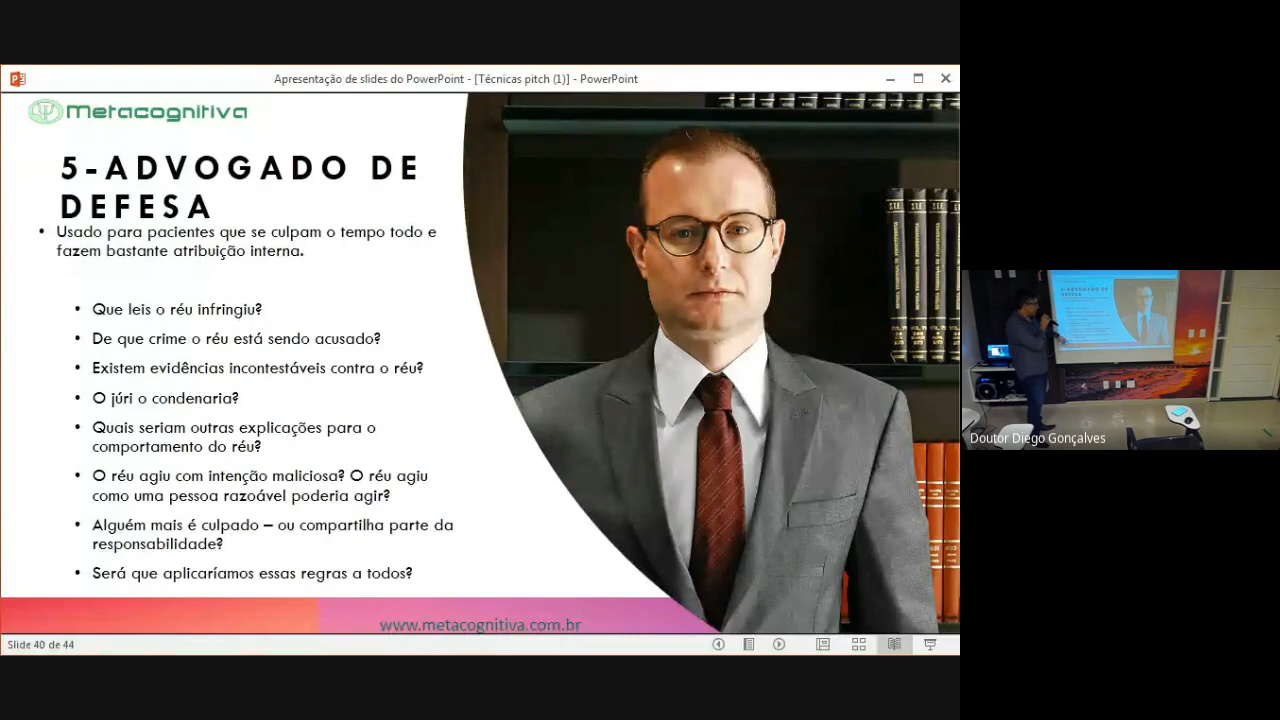 Apresentação de slides do PowerPoint - [Técnicas pitch (1)] - PowerPoint
Metacognitiva
5-ADVOGADO DE
DEFESA
• Usado para pacientes que se culpam o tempo todo e
fazem bastante atribuição interna.
• Que leis o réu infringiu?
• De que crime o réu está sendo acusado?
• Existem evidências incontestáveis contra o réu?
• O júri o condenaria?
• Quais seriam outras explicações para o
comportamento do réu?
• O réu agiu com intenção maliciosa? O réu agiu
como uma pessoa razoável poderia agir?
• Alguém mais é culpado – ou compartilha parte da
responsabilidade?
• Será que aplicaríamos essas regras a todos?
www.metacognitiva.com.br
Slide 40 de 44
5-ADVOGADO DE
DEFESA
Doutor Diego Gonçalves